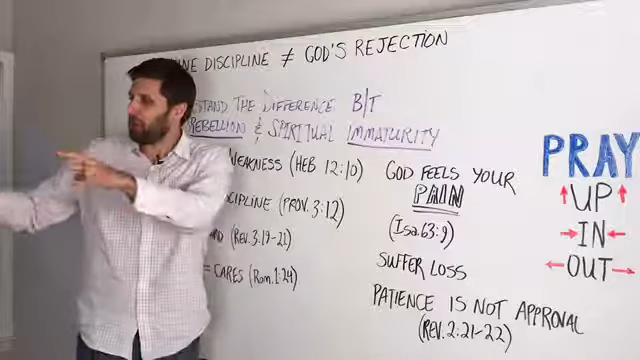 NE DISCIPLINE ≠ GOD'S REJECTION
STAND THE DIFFERENCE B|T
REBELLION & SPIRITUAL IMMATURITY
WEAKNESS (HEB 12:10)
CIPLINE (PROV. 3:12)
(REV. 3:19-21)
= CARES (Rom. 1:24)
GOD FEELS YOUR
PAIN
(Isa. 63:9)
SUFFER LOSS
PATIENCE IS NOT APPROVAL
(REV. 2:21-22)
PRAY
↑UP↑
→IN←
←OUT→